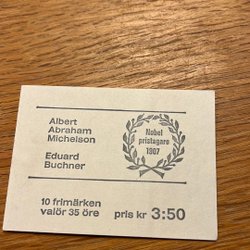 Albert
Abraham
Michelson
Eduard
Buchner
Nobel
pristagare
1907
10 frimärken
valör 35 öre
pris kr 3:50